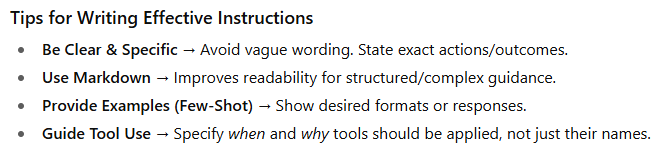 Tips for Writing Effective Instructions
• Be Clear & Specific → Avoid vague wording. State exact actions/outcomes.
• Use Markdown → Improves readability for structured/complex guidance.
• Provide Examples (Few-Shot) → Show desired formats or responses.
• Guide Tool Use → Specify when and why tools should be applied, not just their names.